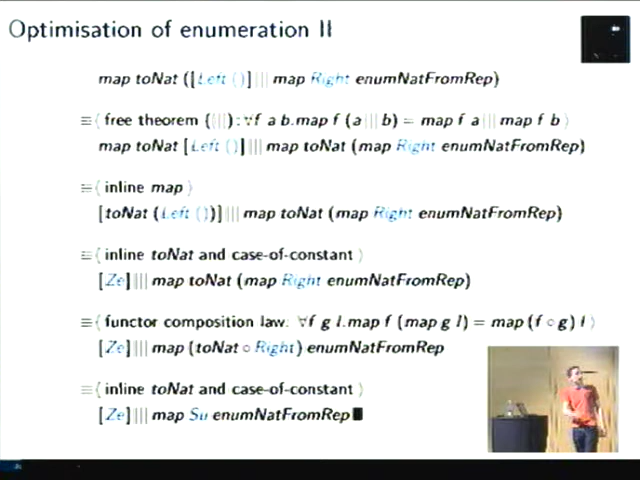 Optimisation of enumeration II
map toNat ([Left ()] ||| map Right enumNatFromRep)
≡ ⟨ free theorem (|||): ∀f a b. map f (a ||| b) = map f a ||| map f b ⟩
map toNat [Left ()] ||| map toNat (map Right enumNatFromRep)
≡ ⟨ inline map ⟩
[toNat (Left ())] ||| map toNat (map Right enumNatFromRep)
≡ ⟨ inline toNat and case-of-constant ⟩
[Ze] ||| map toNat (map Right enumNatFromRep)
≡ ⟨ functor composition law: ∀f g l. map f (map g l) = map (f ∘ g) l ⟩
[Ze] ||| map (toNat ∘ Right) enumNatFromRep
≡ ⟨ inline toNat and case-of-constant ⟩
[Ze] ||| map Su enumNatFromRep